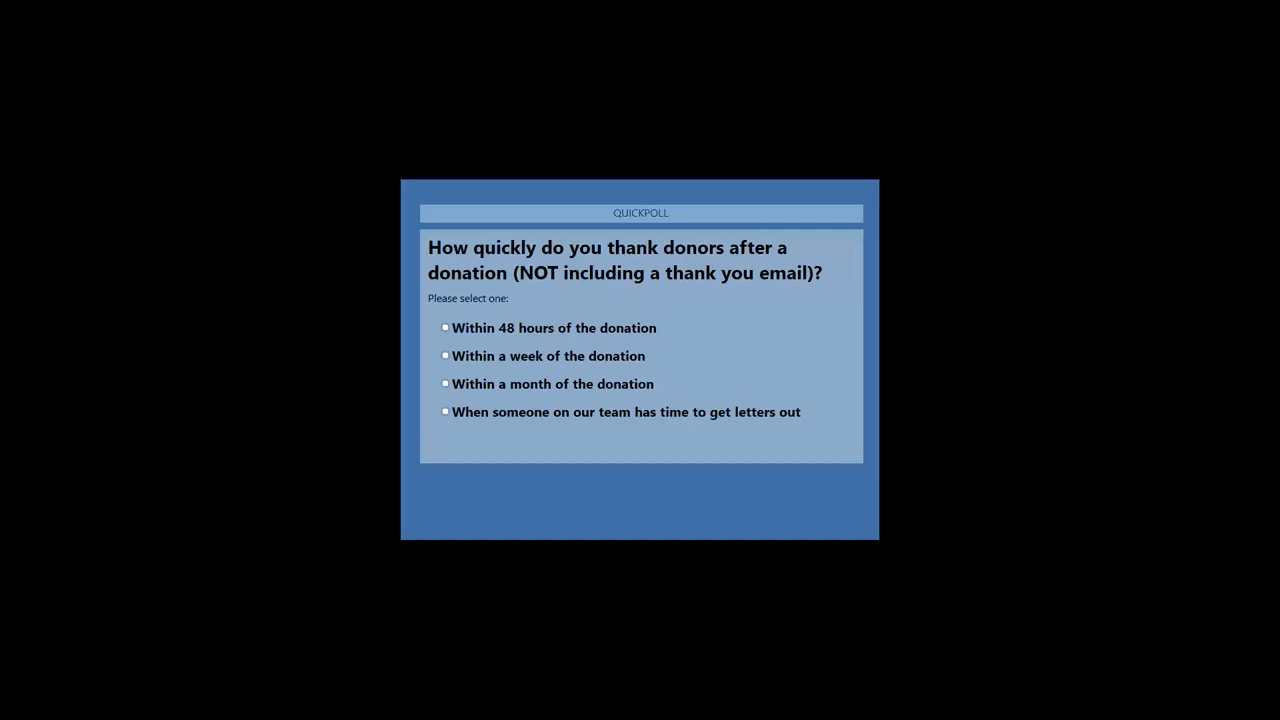 QUICKPOLL
How quickly do you thank donors after a
donation (NOT including a thank you email)?
Please select one:
Within 48 hours of the donation
Within a week of the donation
Within a month of the donation
When someone on our team has time to get letters out